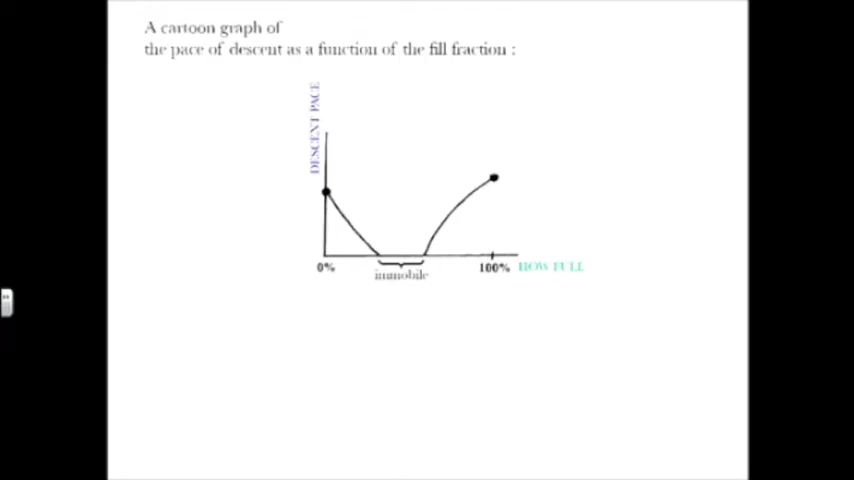 A cartoon graph of
the pace of descent as a function of the fill fraction :
DESCENT PACE
0%
immobile
100%
HOW FULL